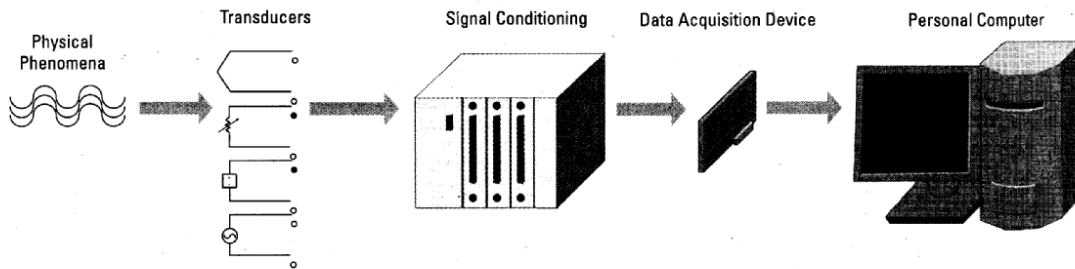 Physical
Phenomena
Transducers
Signal Conditioning
Data Acquisition Device
Personal Computer